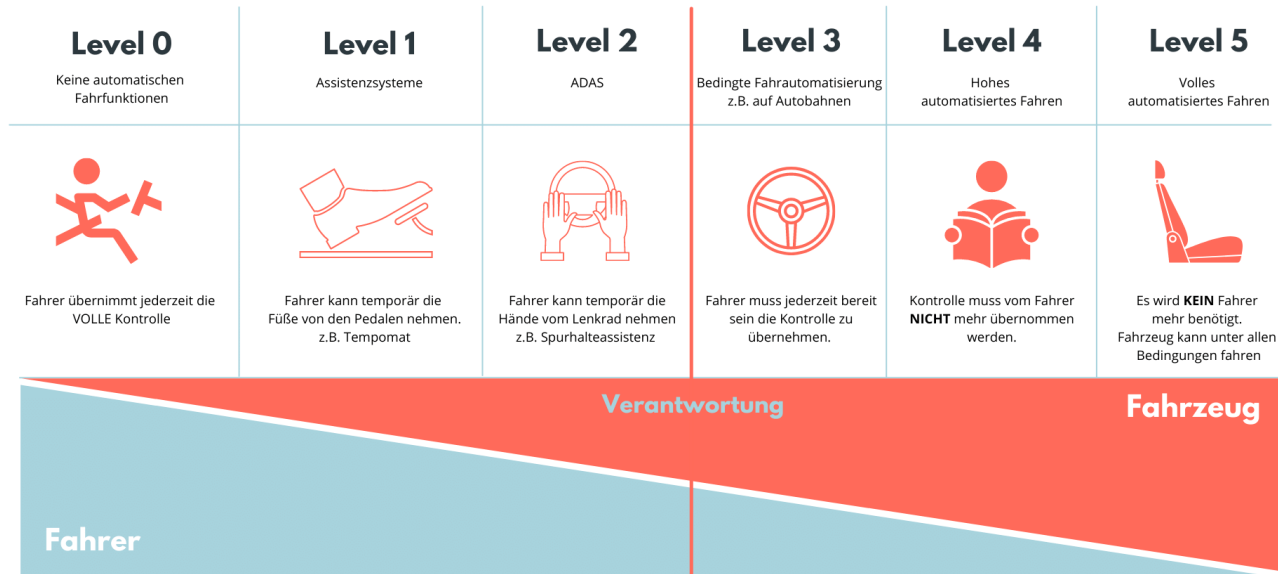 Level 0
Keine automatischen
Fahrfunktionen
Fahrer übernimmt jederzeit die
VOLLE Kontrolle
Level 1
Assistenzsysteme
Fahrer kann temporär die
Füße von den Pedalen nehmen.
z.B. Tempomat
Level 2
ADAS
Fahrer kann temporär die
Hände vom Lenkrad nehmen
z.B. Spurhalteassistenz
Level 3
Bedingte Fahrautomatisierung
z.B. auf Autobahnen
Fahrer muss jederzeit bereit
sein die Kontrolle zu
übernehmen.
Level 4
Hohes
automatisiertes Fahren
Kontrolle muss vom Fahrer
NICHT mehr übernommen
werden.
Level 5
Volles
automatisiertes Fahren
Es wird KEIN Fahrer
mehr benötigt.
Fahrzeug kann unter allen
Bedingungen fahren
Verantwortung
Fahrzeug
Fahrer